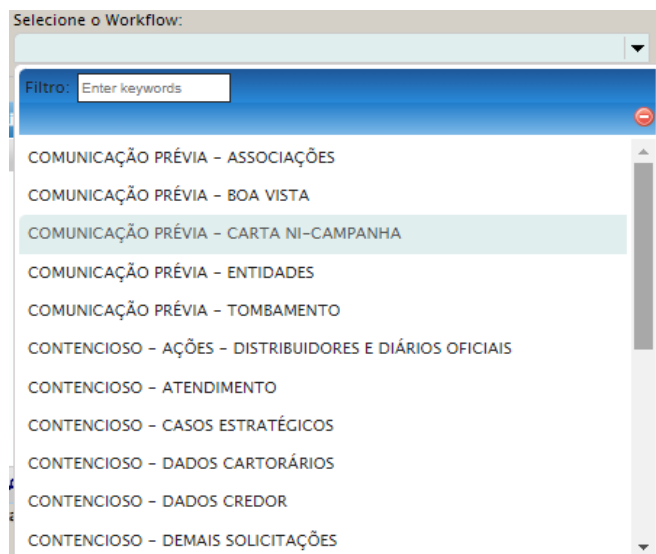 Selecione o Workflow:
Filtro: Enter keywords
COMUNICAÇÃO PRÉVIA - ASSOCIAÇÕES
COMUNICAÇÃO PRÉVIA - BOA VISTA
COMUNICAÇÃO PRÉVIA - CARTA NI-CAMPANHA
COMUNICAÇÃO PRÉVIA - ENTIDADES
COMUNICAÇÃO PRÉVIA - TOMBAMENTO
CONTENCIOSO - AÇÕES - DISTRIBUIDORES E DIÁRIOS OFICIAIS
CONTENCIOSO - ATENDIMENTO
CONTENCIOSO - CASOS ESTRATÉGICOS
CONTENCIOSO - DADOS CARTORÁRIOS
CONTENCIOSO - DADOS CREDOR
CONTENCIOSO - DEMAIS SOLICITAÇÕES